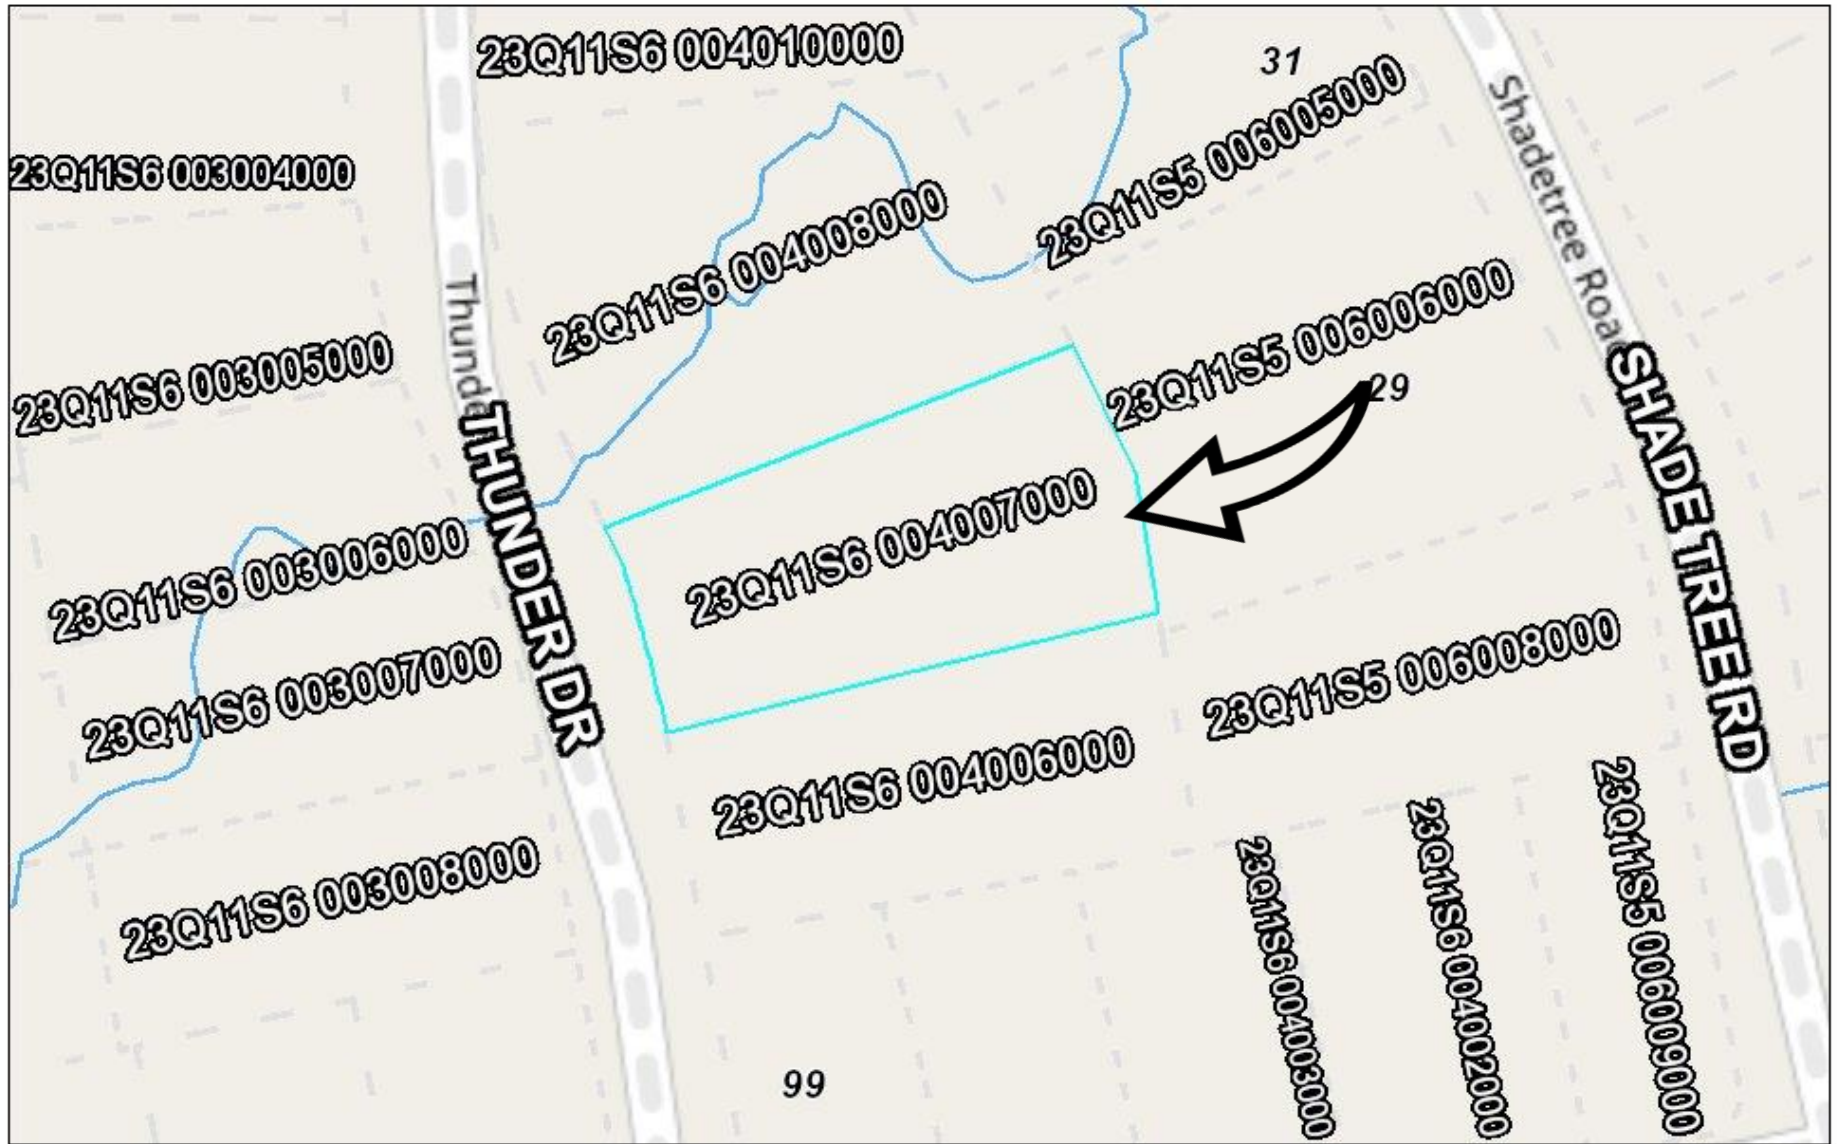 23Q11S6 004010000
31
23Q11S5 006005000
Shadetree Road
23Q11S6 003004000
23Q11S6 004008000
Thunder
23Q11S5 006006000
23Q11S6 003005000
29
SHADE TREE RD
THUNDER DR
23Q11S6 004007000
23Q11S6 003006000
23Q11S6 003007000
23Q11S5 006008000
23Q11S6 004006000
23Q11S6 003008000
23Q11S6 004003000
23Q11S6 004002000
23Q11S5 006009000
99